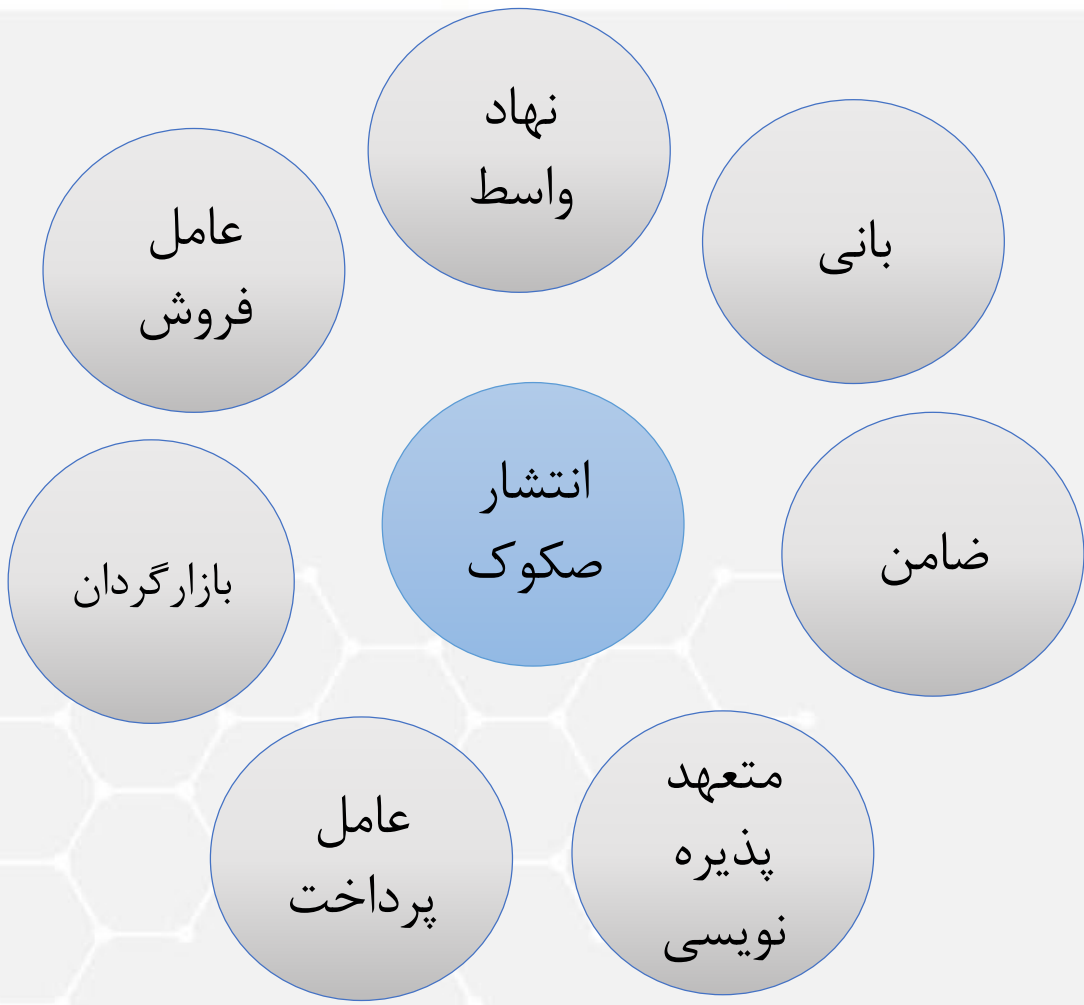 نهاد
واسط
بانی
عامل
فروش
انتشار
صکوک
ضامن
بازارگردان
متعهد
پذیره
نویسی
عامل
پرداخت